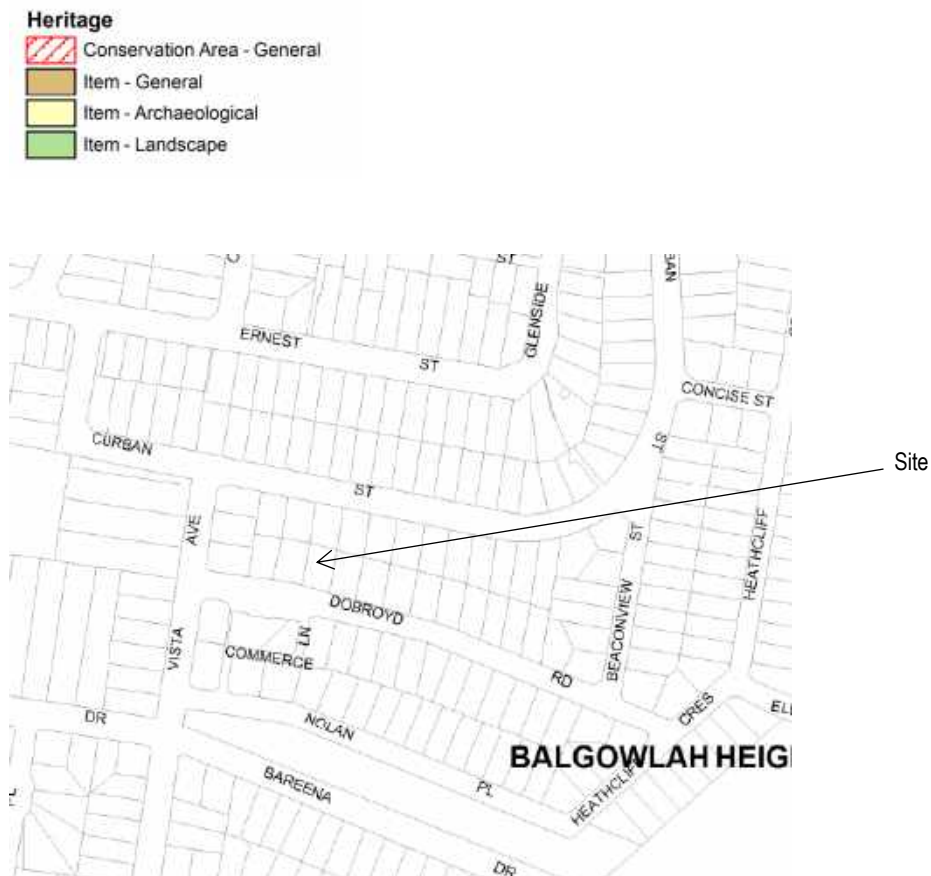 Heritage
Conservation Area - General
Item - General
Item - Archaeological
Item - Landscape
ST
GLENSIDE
ERNEST
ST
CONCISE ST
CURBAN
ST
ST
Site
AVE
ST
HEATHCLIFF
DOBROYD
BEACONVIEW
VISTA
LN
COMMERCE
RD
CRES
DR
NOLAN
BALGOWLAH HEIG
BAREENA
PL
HEATHCLIFF
DR